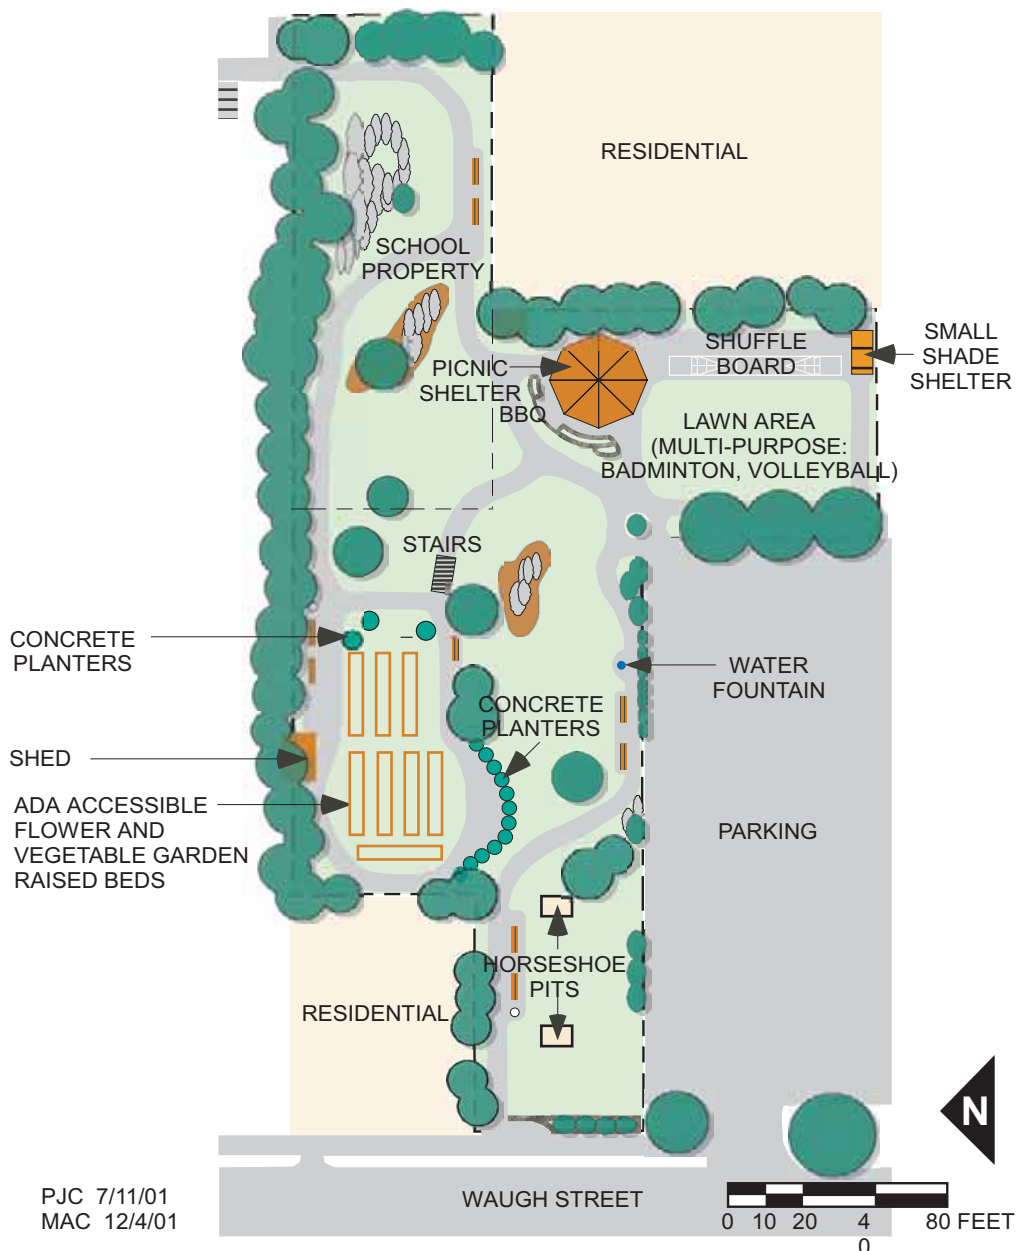 RESIDENTIAL
SCHOOL
PROPERTY
SHUFFLE
BOARD
SMALL
SHADE
SHELTER
PICNIC
SHELTER
BBQ
LAWN AREA
(MULTI-PURPOSE:
BADMINTON, VOLLEYBALL)
STAIRS
CONCRETE
PLANTERS
WATER
FOUNTAIN
CONCRETE
PLANTERS
SHED
ADA ACCESSIBLE
FLOWER AND
VEGETABLE GARDEN
RAISED BEDS
PARKING
HORSESHOE
PITS
RESIDENTIAL
N
PJC 7/11/01
MAC 12/4/01
WAUGH STREET
0 10 20 4 80 FEET
0